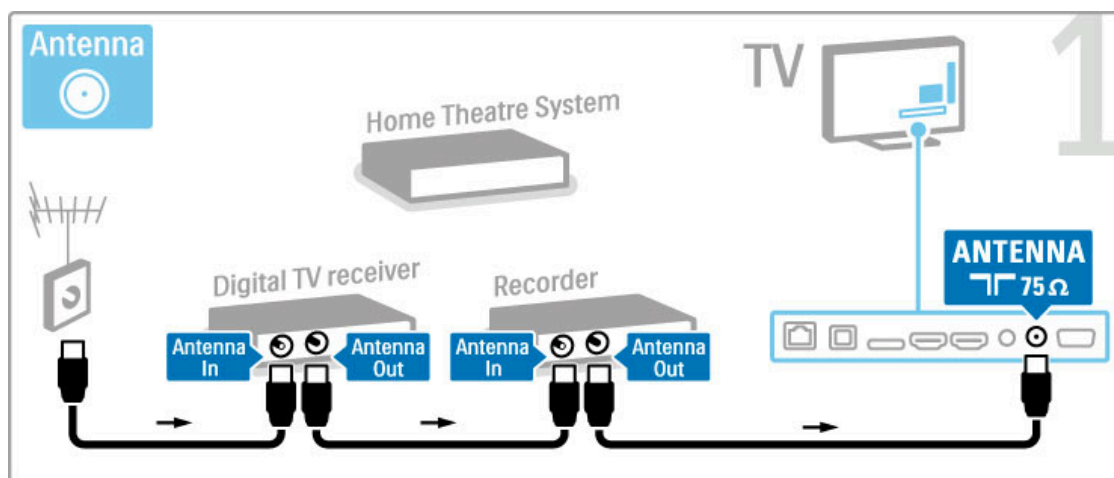 Antenna
TV
1
Home Theatre System
Digital TV receiver
Recorder
ANTENNA
75 Ω
Antenna
In
Antenna
Out
Antenna
In
Antenna
Out